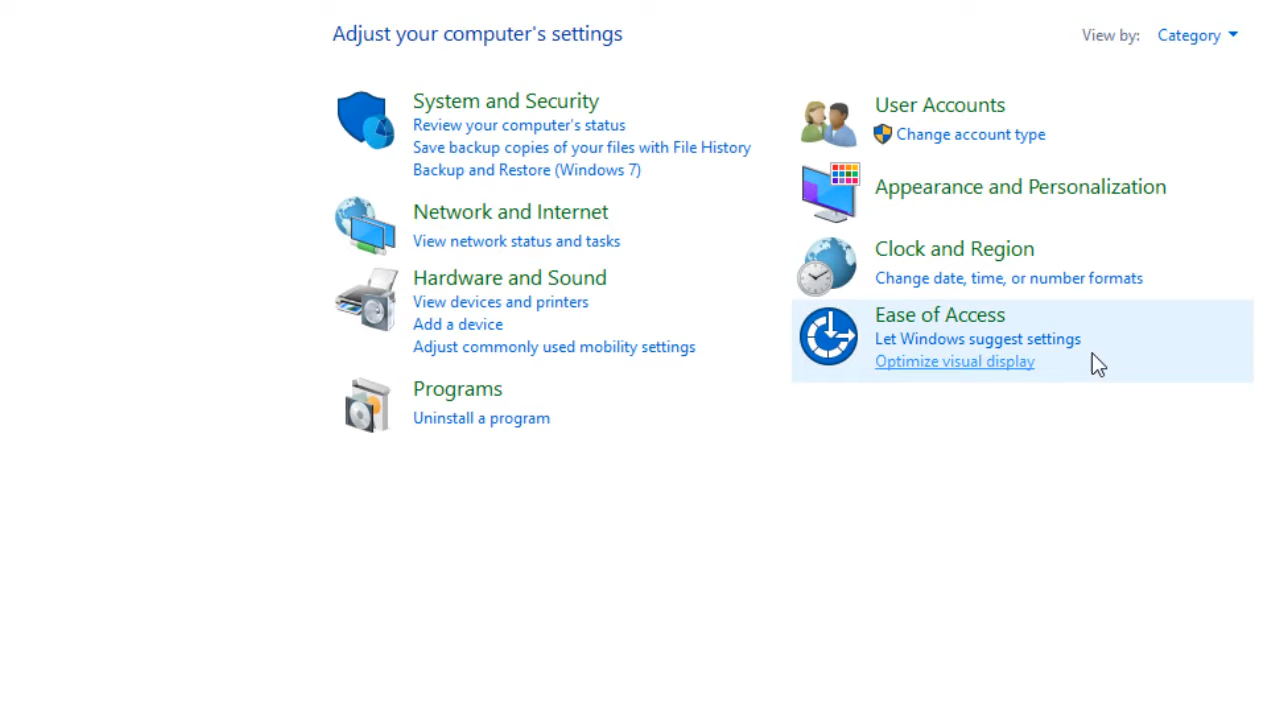 Adjust your computer's settings
View by: Category
System and Security
Review your computer's status
Save backup copies of your files with File History
Backup and Restore (Windows 7)
Network and Internet
View network status and tasks
Hardware and Sound
View devices and printers
Add a device
Adjust commonly used mobility settings
Programs
Uninstall a program
User Accounts
Change account type
Appearance and Personalization
Clock and Region
Change date, time, or number formats
Ease of Access
Let Windows suggest settings
Optimize visual display